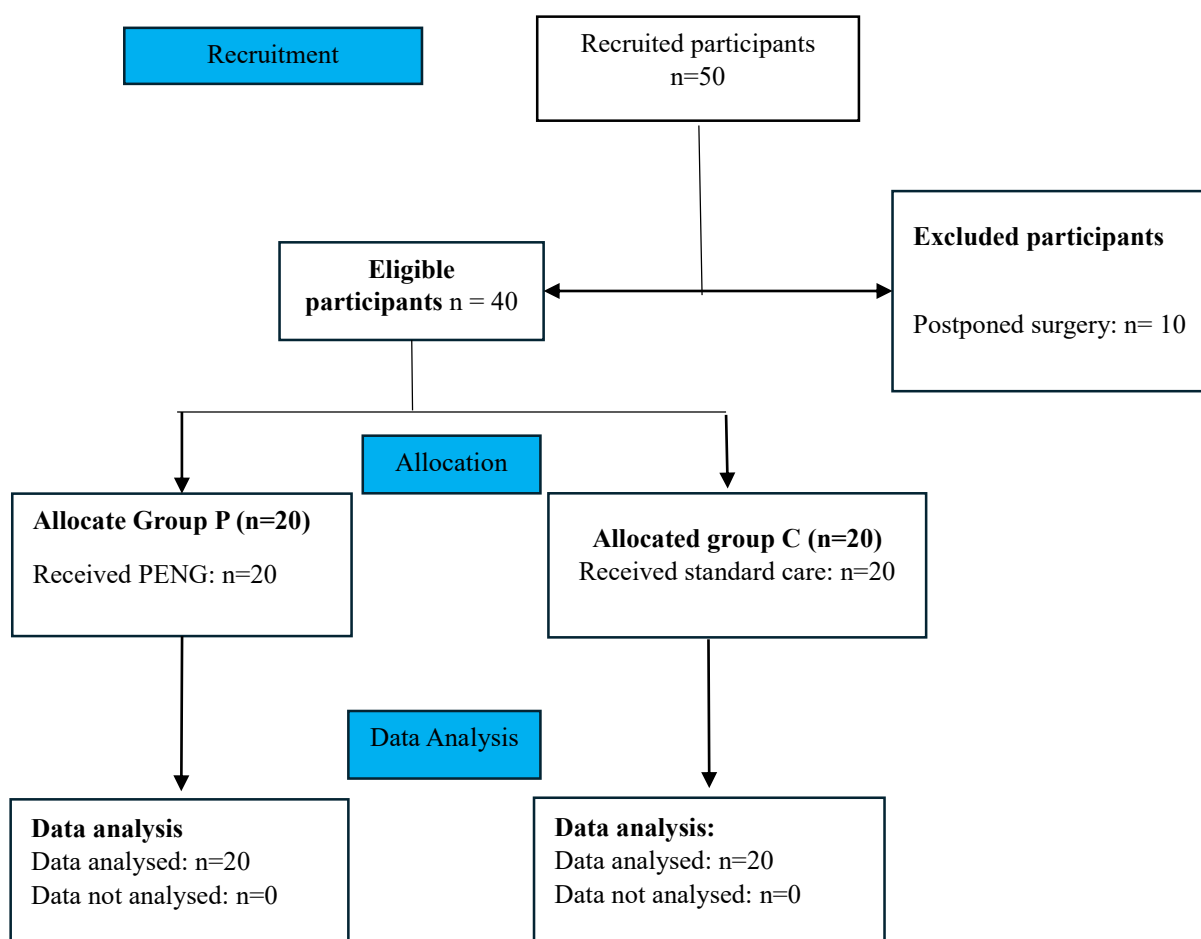 Recruitment
Recruited participants
n=50
Excluded participants
Postponed surgery: n= 10
Eligible
participants n = 40
Allocation
Allocate Group P (n=20)
Received PENG: n=20
Allocated group C (n=20)
Received standard care: n=20
Data Analysis
Data analysis
Data analysed: n=20
Data not analysed: n=0
Data analysis:
Data analysed: n=20
Data not analysed: n=0